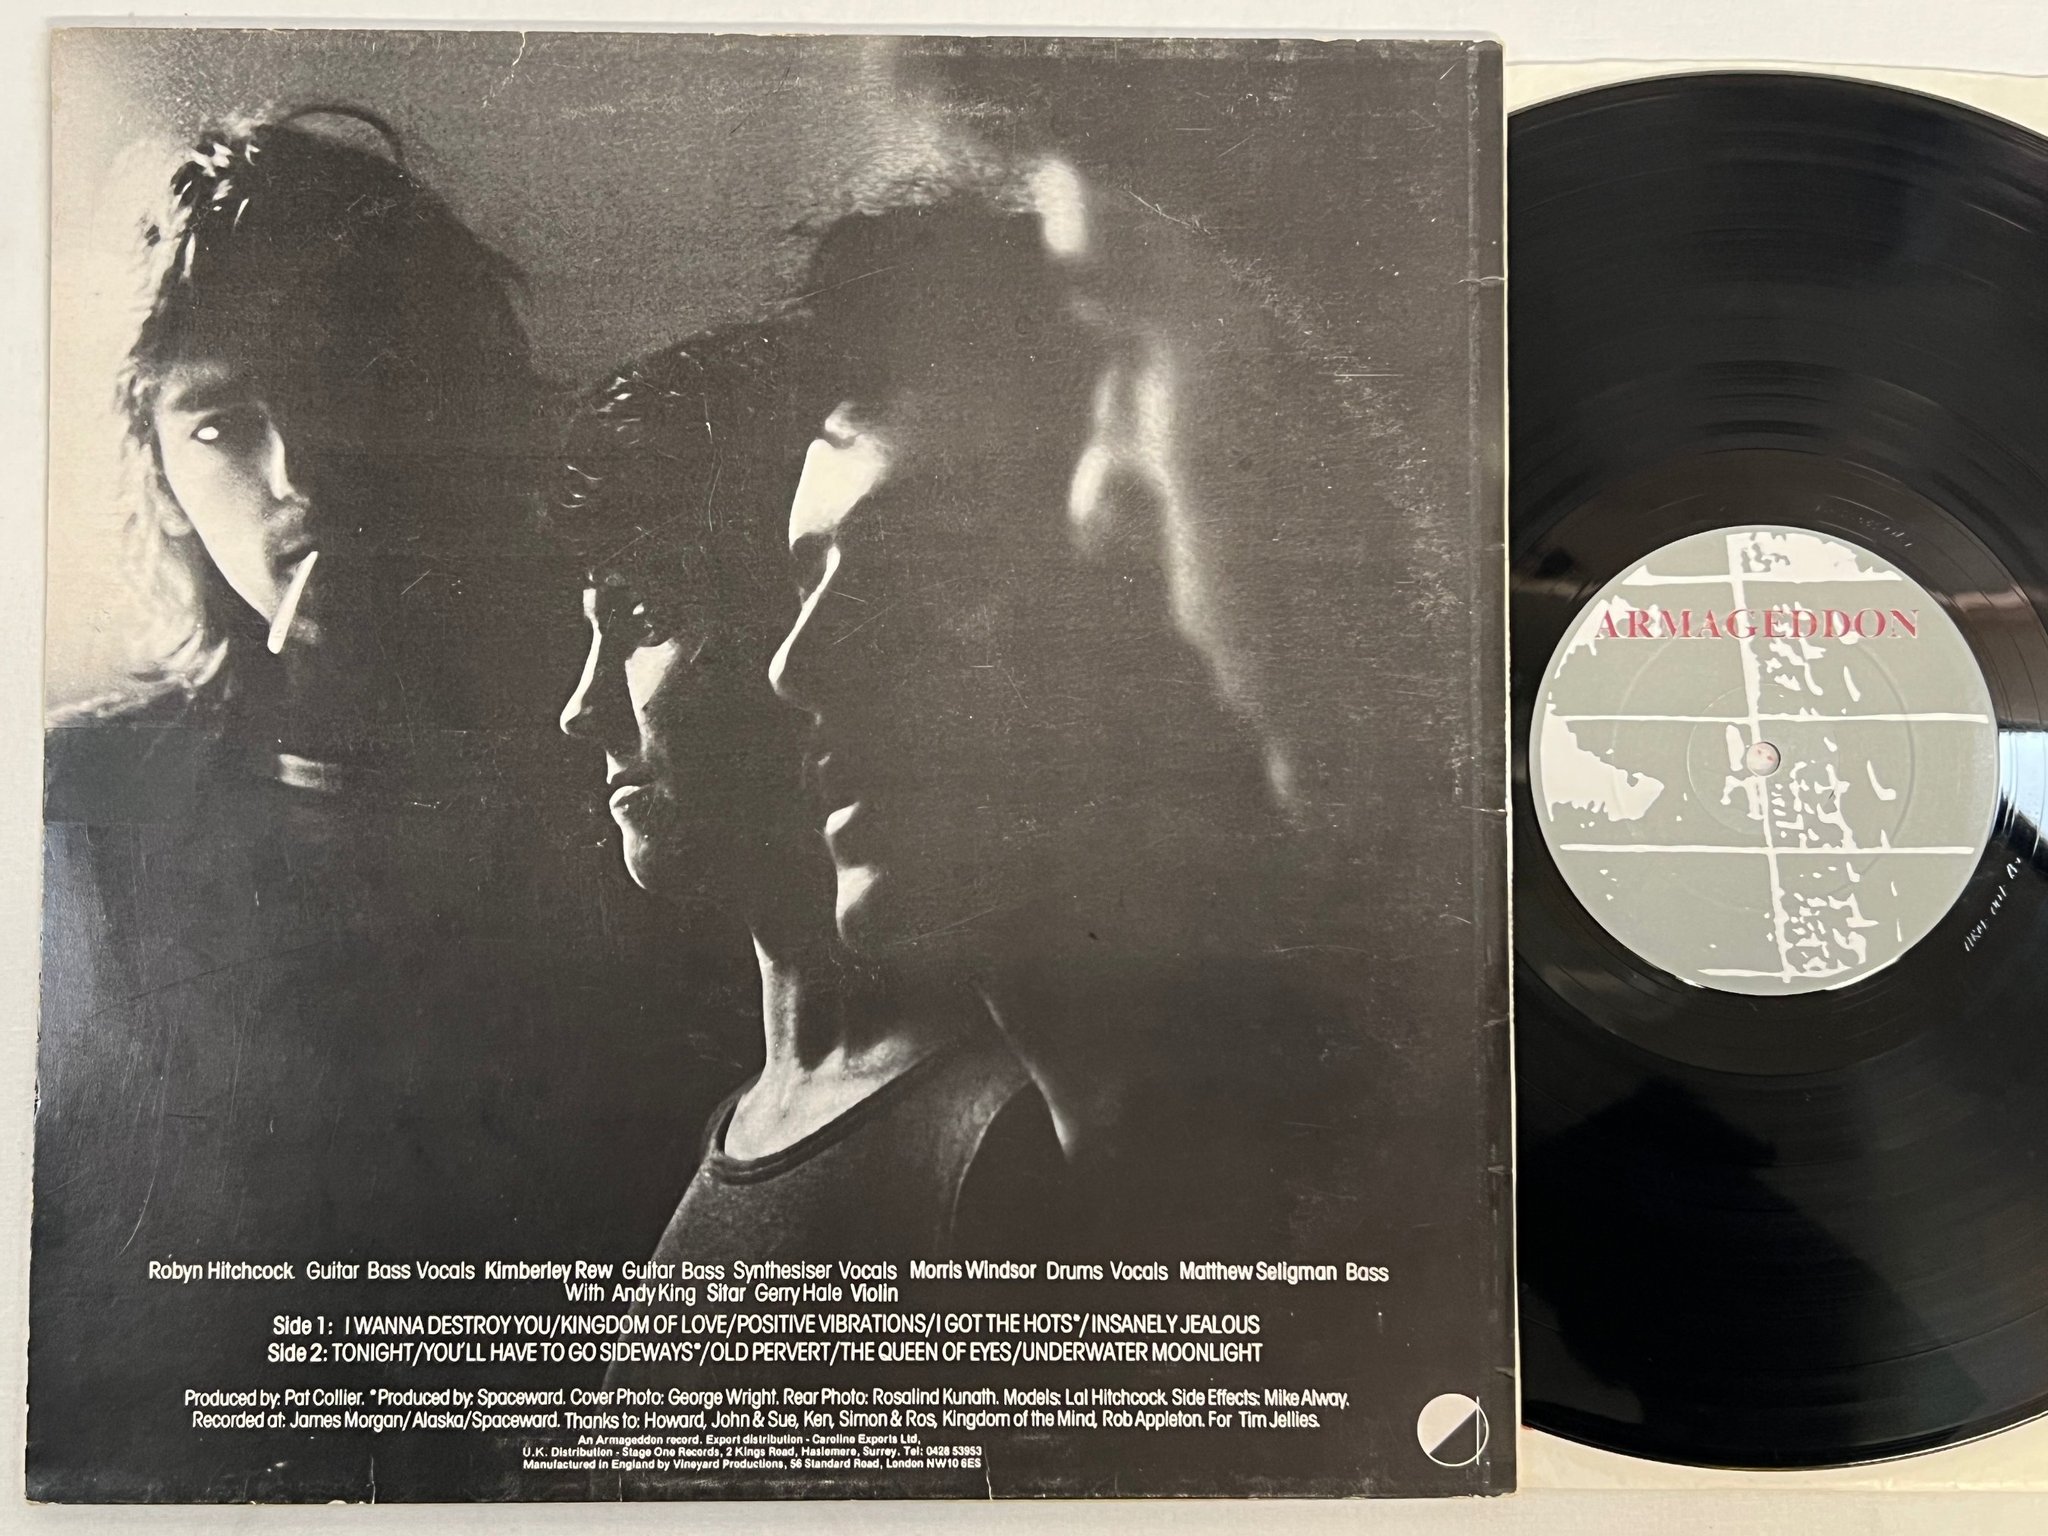 Robyn Hitchcock Guitar Bass Vocals Kimberley Rew Guitar Bass Synthesiser Vocals Morris Windsor Drums Vocals Matthew Seligman Bass
With Andy King Sitar Gerry Hale Violin
Side 1: I WANNA DESTROY YOU/KINGDOM OF LOVE/POSITIVE VIBRATIONS/I GOT THE HOTS*/INSANELY JEALOUS
Side 2: TONIGHT/YOU'LL HAVE TO GO SIDEWAYS*/OLD PERVERT/THE QUEEN OF EYES/UNDERWATER MOONLIGHT
Produced by: Pat Collier. *Produced by: Spaceward. Cover Photo: George Wright. Rear Photo: Rosalind Kunath. Models: Lal Hitchcock. Side Effects: Mike Alway.
Recorded at: James Morgan/Alaska/Spaceward. Thanks to: Howard, John & Sue, Ken, Simon & Ros, Kingdom of the Mind, Rob Appleton. For Tim Jellies.
An Armageddon record. Export distribution - Caroline Exports Ltd,
U.K. Distribution - Stage One Records, 2 Kings Road, Haslemere, Surrey. Tel: 0428 53953
Manufactured in England by Vineyard Productions, 56 Standard Road, London NW10 6ES
ARMAGEDDON